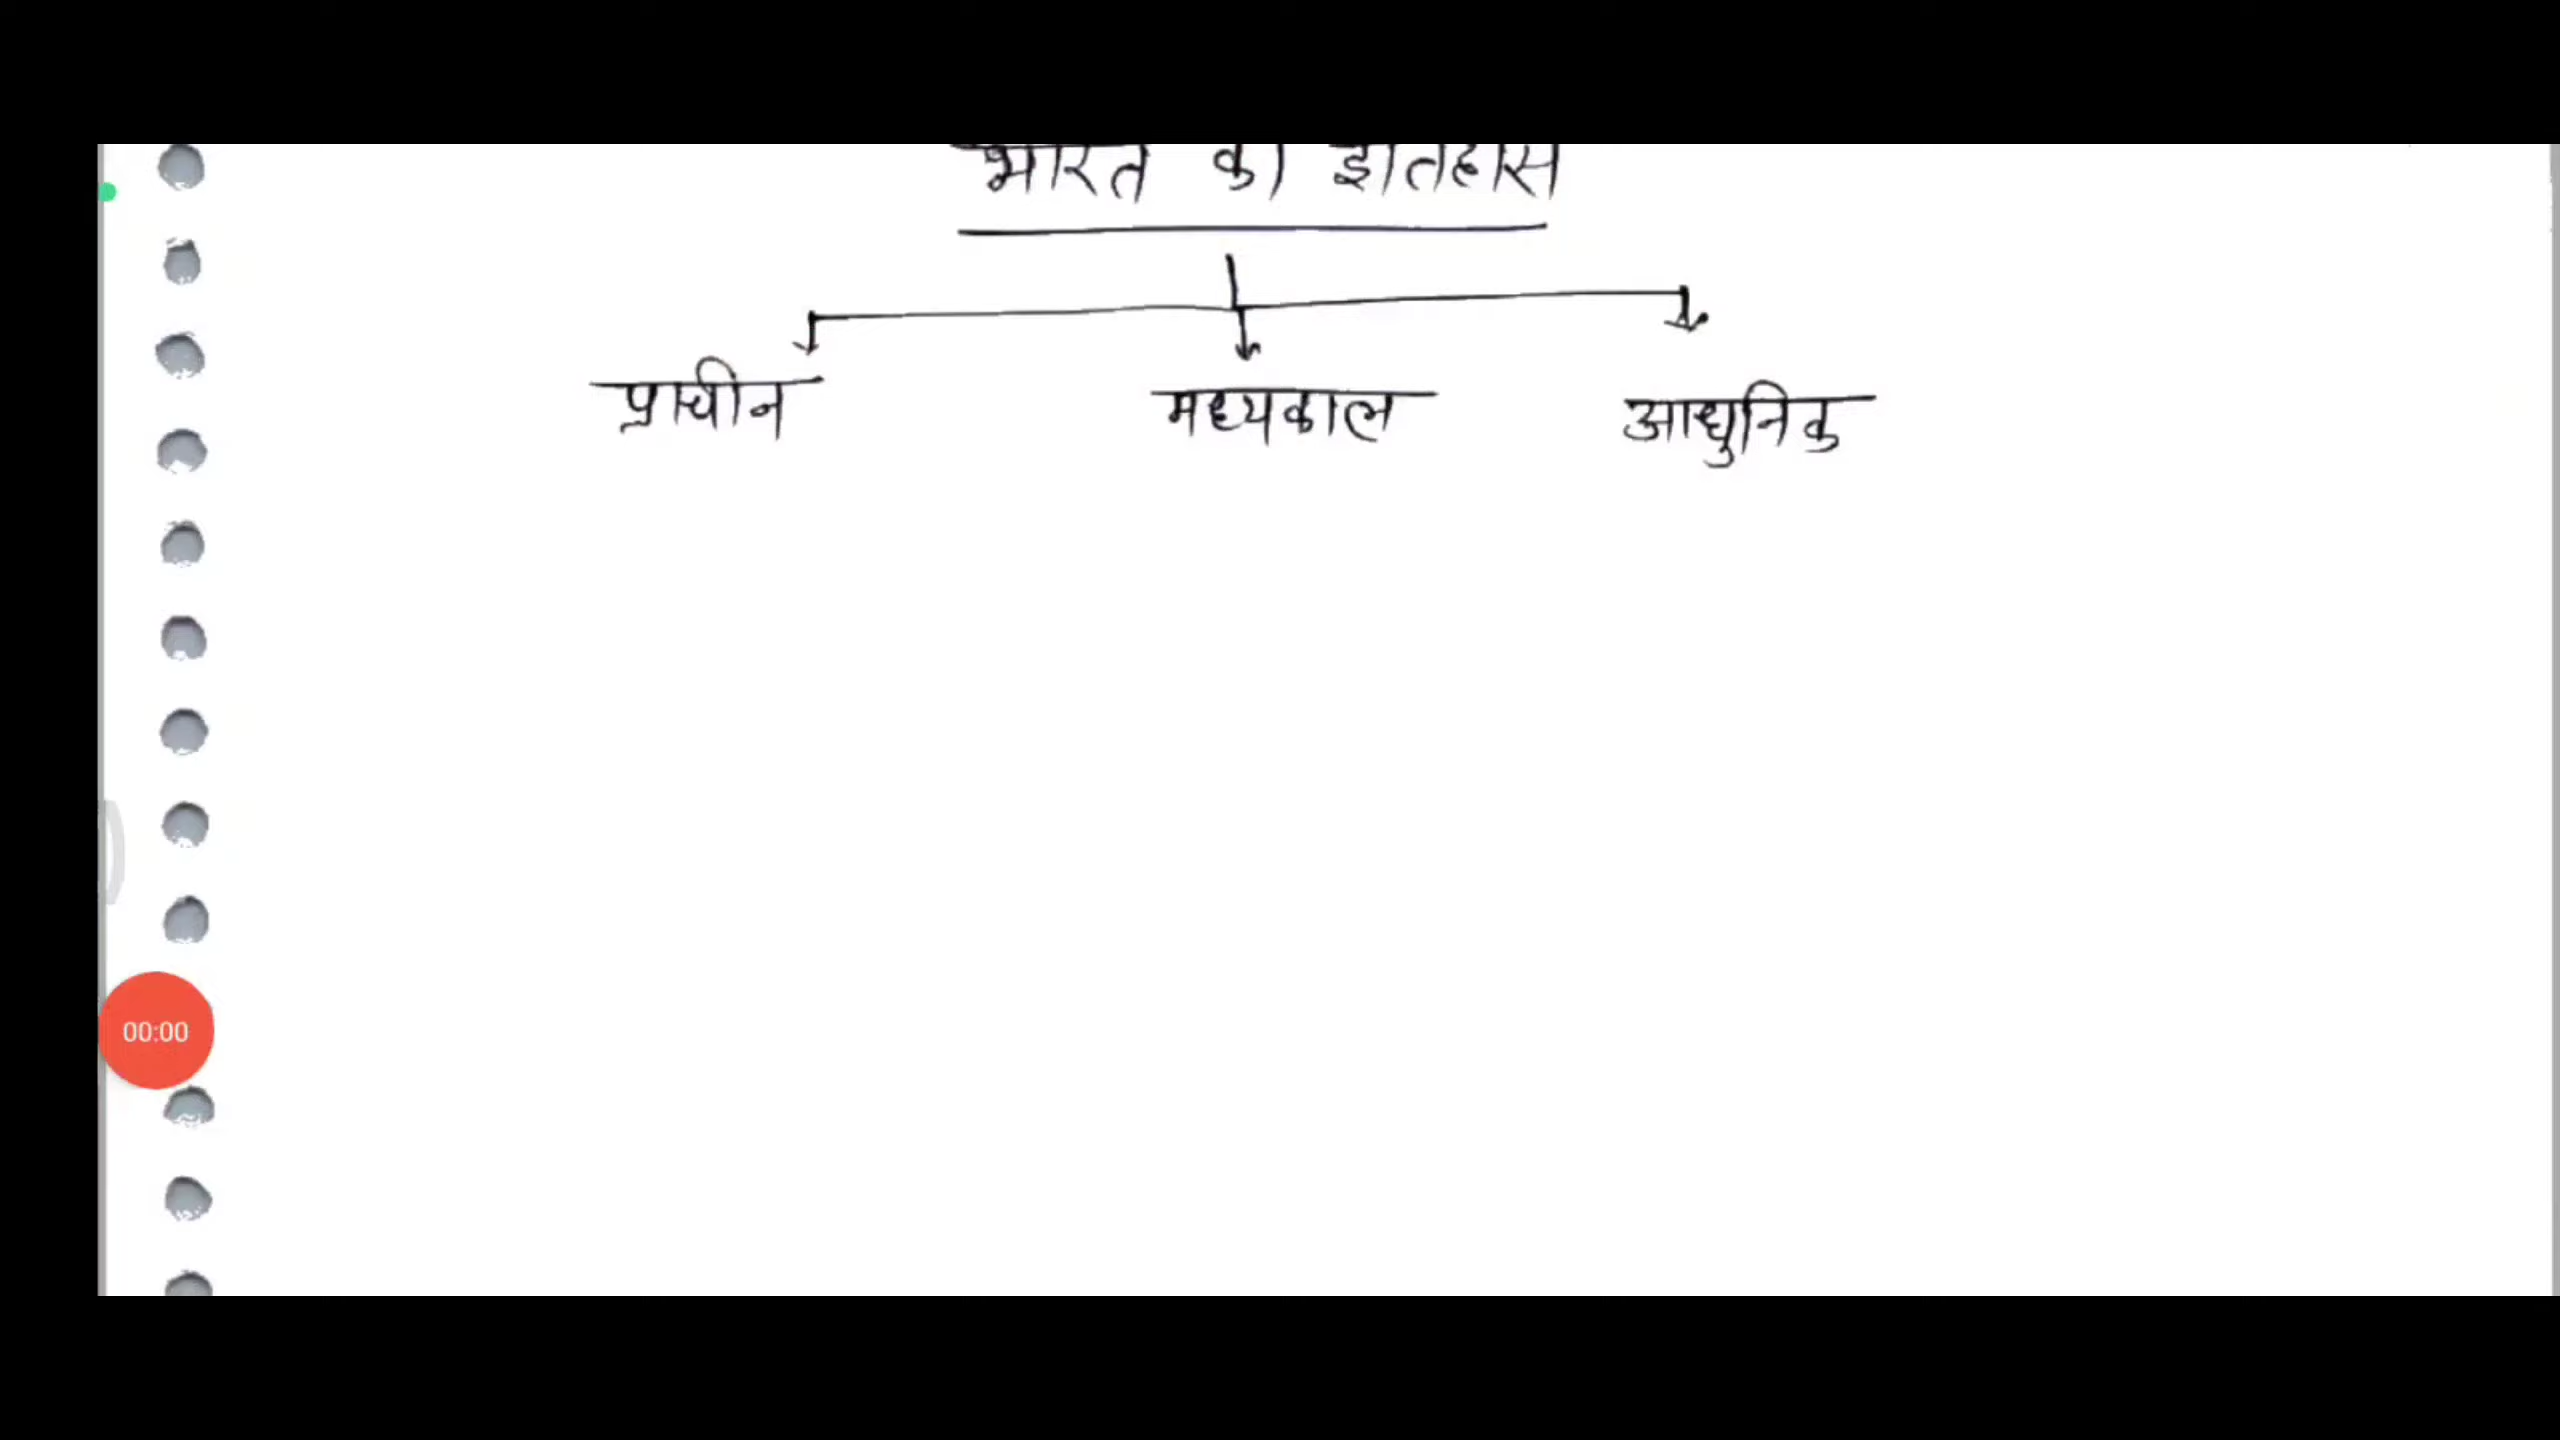 भारत का इतिहास
प्राचीन मध्यकाल आधुनिक
00:00